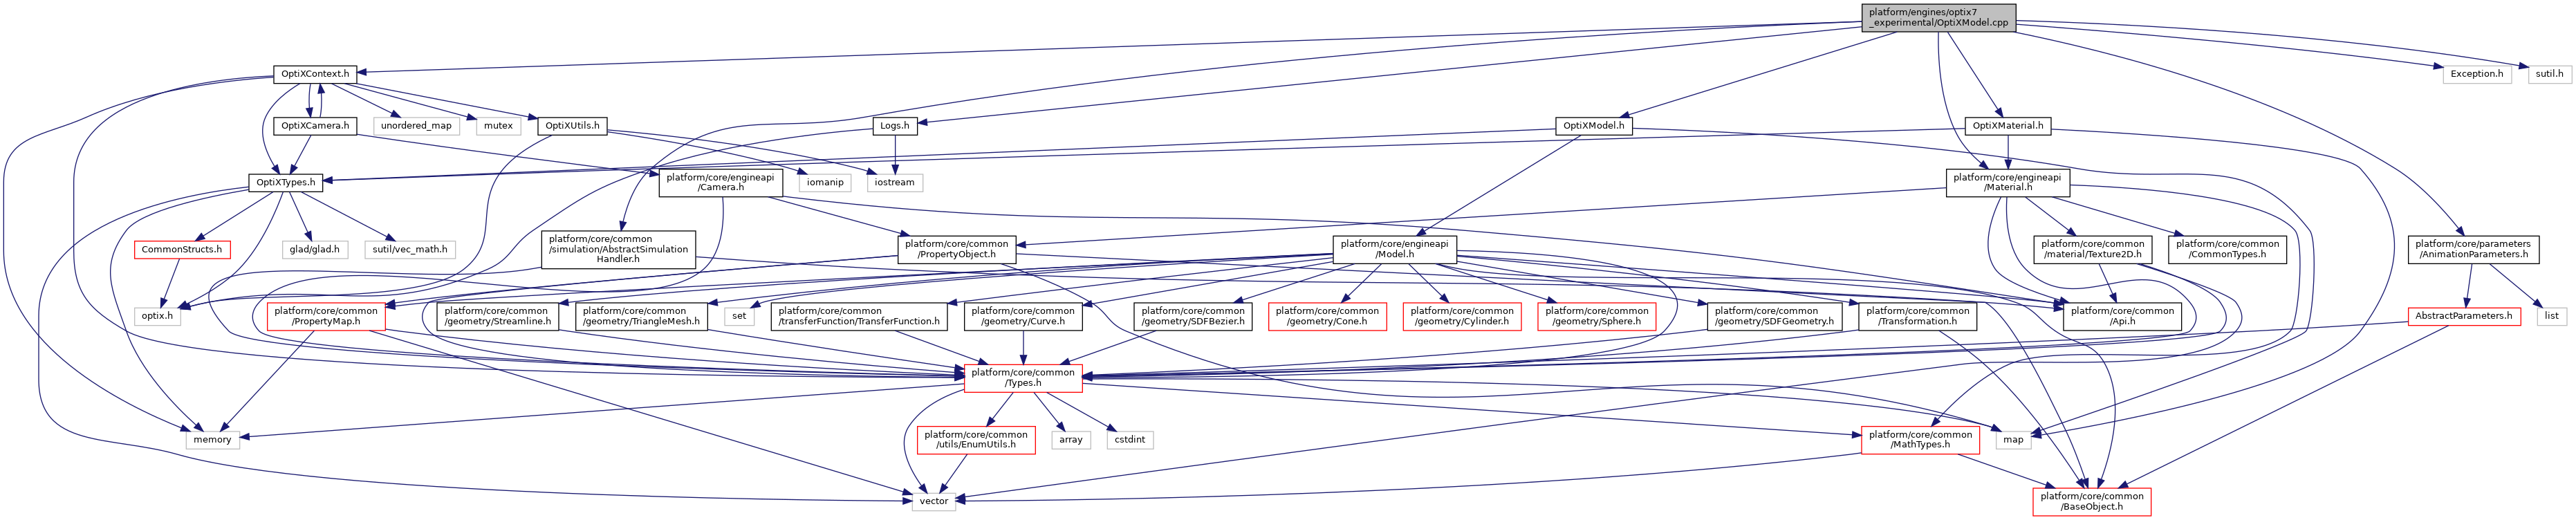 platform/engines/optix7
_experimental/OptiXModel.cpp
OptiXContext.h
Exception.h
sutil.h
OptiXCamera.h
unordered_map
mutex
OptiXUtils.h
Logs.h
OptiXModel.h
OptiXMaterial.h
OptiXTypes.h
platform/core/engineapi
/Camera.h
iomanip
iostream
platform/core/engineapi
/Material.h
CommonStructs.h
glad/glad.h
sutil/vec_math.h
platform/core/common
/simulation/AbstractSimulation
Handler.h
platform/core/common
/PropertyObject.h
platform/core/engineapi
/Model.h
platform/core/common
/material/Texture2D.h
platform/core/common
/CommonTypes.h
platform/core/parameters
/AnimationParameters.h
optix.h
platform/core/common
/PropertyMap.h
platform/core/common
/geometry/Streamline.h
platform/core/common
/geometry/TriangleMesh.h
set
platform/core/common
/transferFunction/TransferFunction.h
platform/core/common
/geometry/Curve.h
platform/core/common
/geometry/SDFBezier.h
platform/core/common
/geometry/Cone.h
platform/core/common
/geometry/Cylinder.h
platform/core/common
/geometry/Sphere.h
platform/core/common
/geometry/SDFGeometry.h
platform/core/common
/Transformation.h
platform/core/common
/Api.h
AbstractParameters.h
list
platform/core/common
/Types.h
memory
platform/core/common
/utils/EnumUtils.h
array
cstdint
platform/core/common
/MathTypes.h
map
vector
platform/core/common
/BaseObject.h